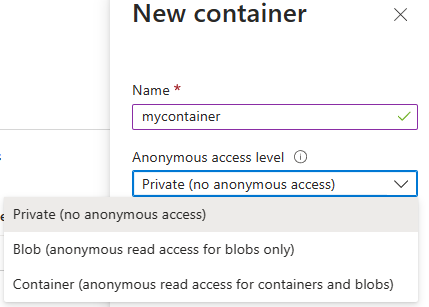 New container
Name *
mycontainer
Anonymous access level
Private (no anonymous access)
Private (no anonymous access)
Blob (anonymous read access for blobs only)
Container (anonymous read access for containers and blobs)